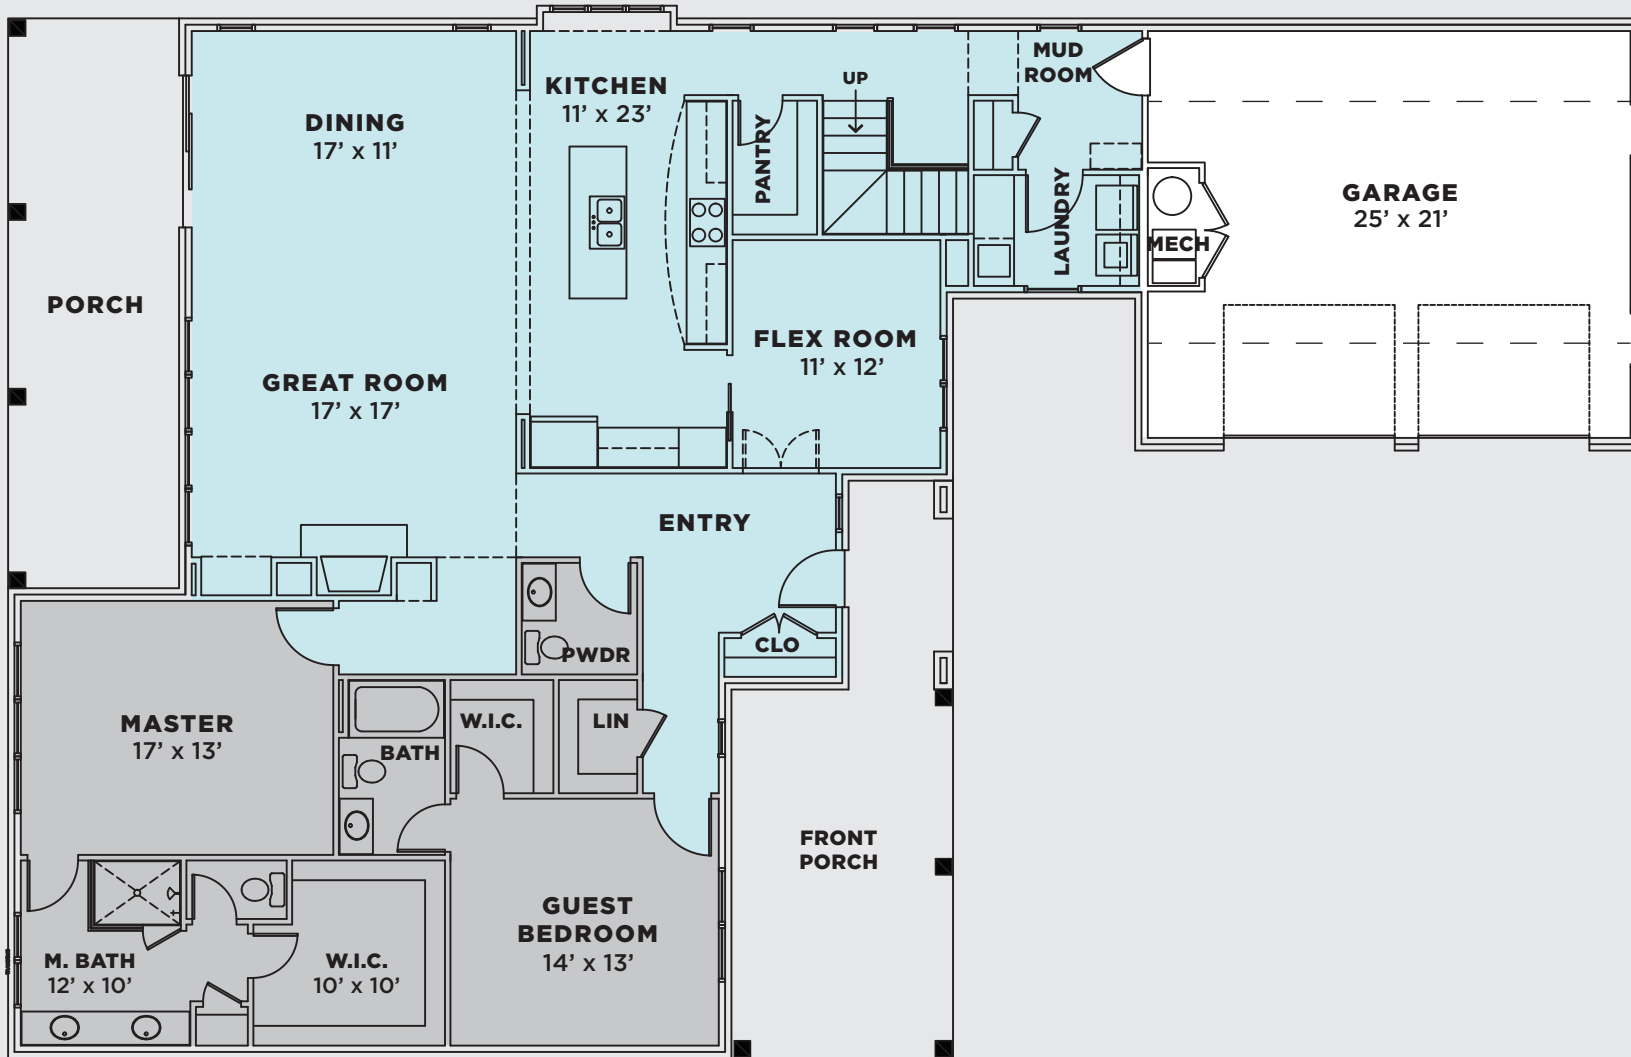 MUD
ROOM
UP
KITCHEN
11’ x 23’
DINING
17’ x 11’
PANTRY
LAUNDRY
GARAGE
25’ x 21’
MECH
PORCH
FLEX ROOM
11’ x 12’
GREAT ROOM
17’ x 17’
ENTRY
CLO
PWDR
MASTER
17’ x 13’
W.I.C.
LIN
BATH
FRONT
PORCH
GUEST
BEDROOM
14’ x 13’
M. BATH
12’ x 10’
W.I.C.
10’ x 10’